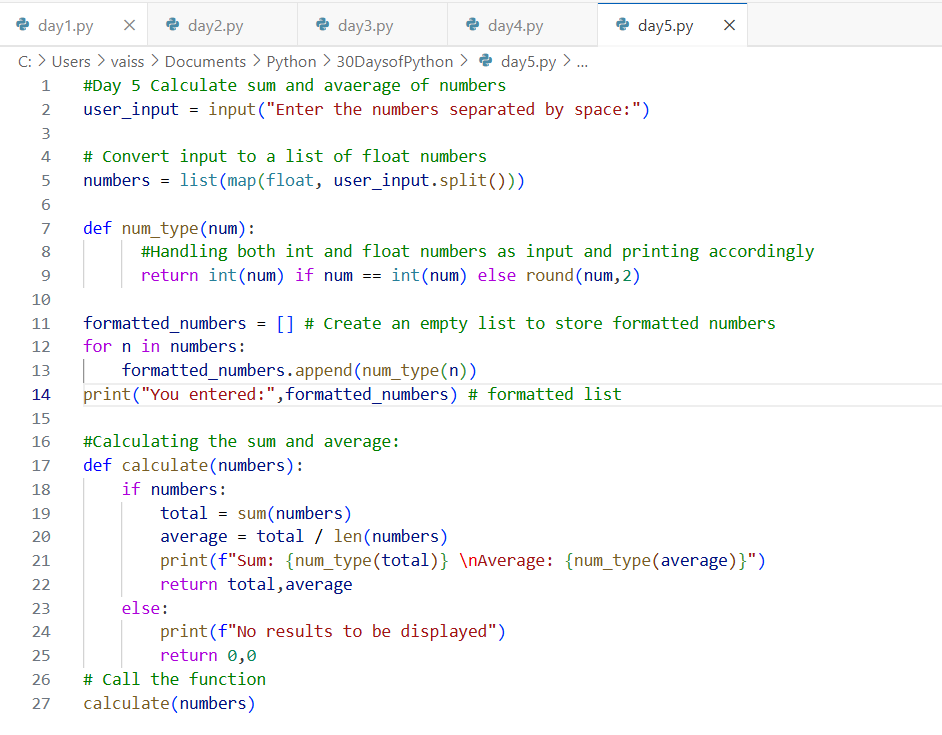 day1.py day2.py day3.py day4.py day5.py
C: > Users > vaiss > Documents > Python > 30DaysofPython > day5.py > ...
1 #Day 5 Calculate sum and avaerage of numbers
2 user_input = input("Enter the numbers separated by space:")
3
4 # Convert input to a list of float numbers
5 numbers = list(map(float, user_input.split()))
6
7 def num_type(num):
8 #Handling both int and float numbers as input and printing accordingly
9 return int(num) if num == int(num) else round(num,2)
10
11 formatted_numbers = [] # Create an empty list to store formatted numbers
12 for n in numbers:
13 formatted_numbers.append(num_type(n))
14 print("You entered:",formatted_numbers) # formatted list
15
16 #Calculating the sum and average:
17 def calculate(numbers):
18 if numbers:
19 total = sum(numbers)
20 average = total / len(numbers)
21 print(f"Sum: {num_type(total)} \nAverage: {num_type(average)}")
22 return total,average
23 else:
24 print(f"No results to be displayed")
25 return 0,0
26 # Call the function
27 calculate(numbers)